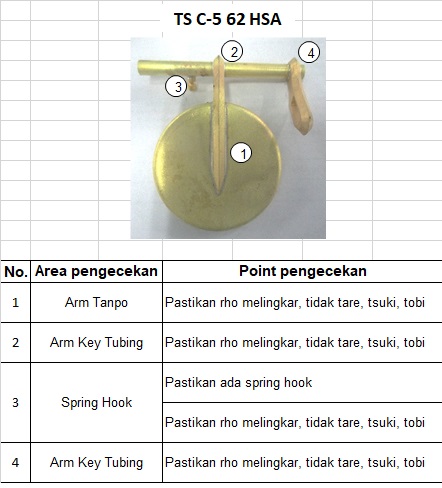 TS C-5 62 HSA
2
4
3
1
No. Area pengecekan Point pengecekan
1 Arm Tanpo Pastikan rho melingkar, tidak tare, tsuki, tobi
2 Arm Key Tubing Pastikan rho melingkar, tidak tare, tsuki, tobi
3 Spring Hook Pastikan ada spring hook
Pastikan rho melingkar, tidak tare, tsuki, tobi
4 Arm Key Tubing Pastikan rho melingkar, tidak tare, tsuki, tobi